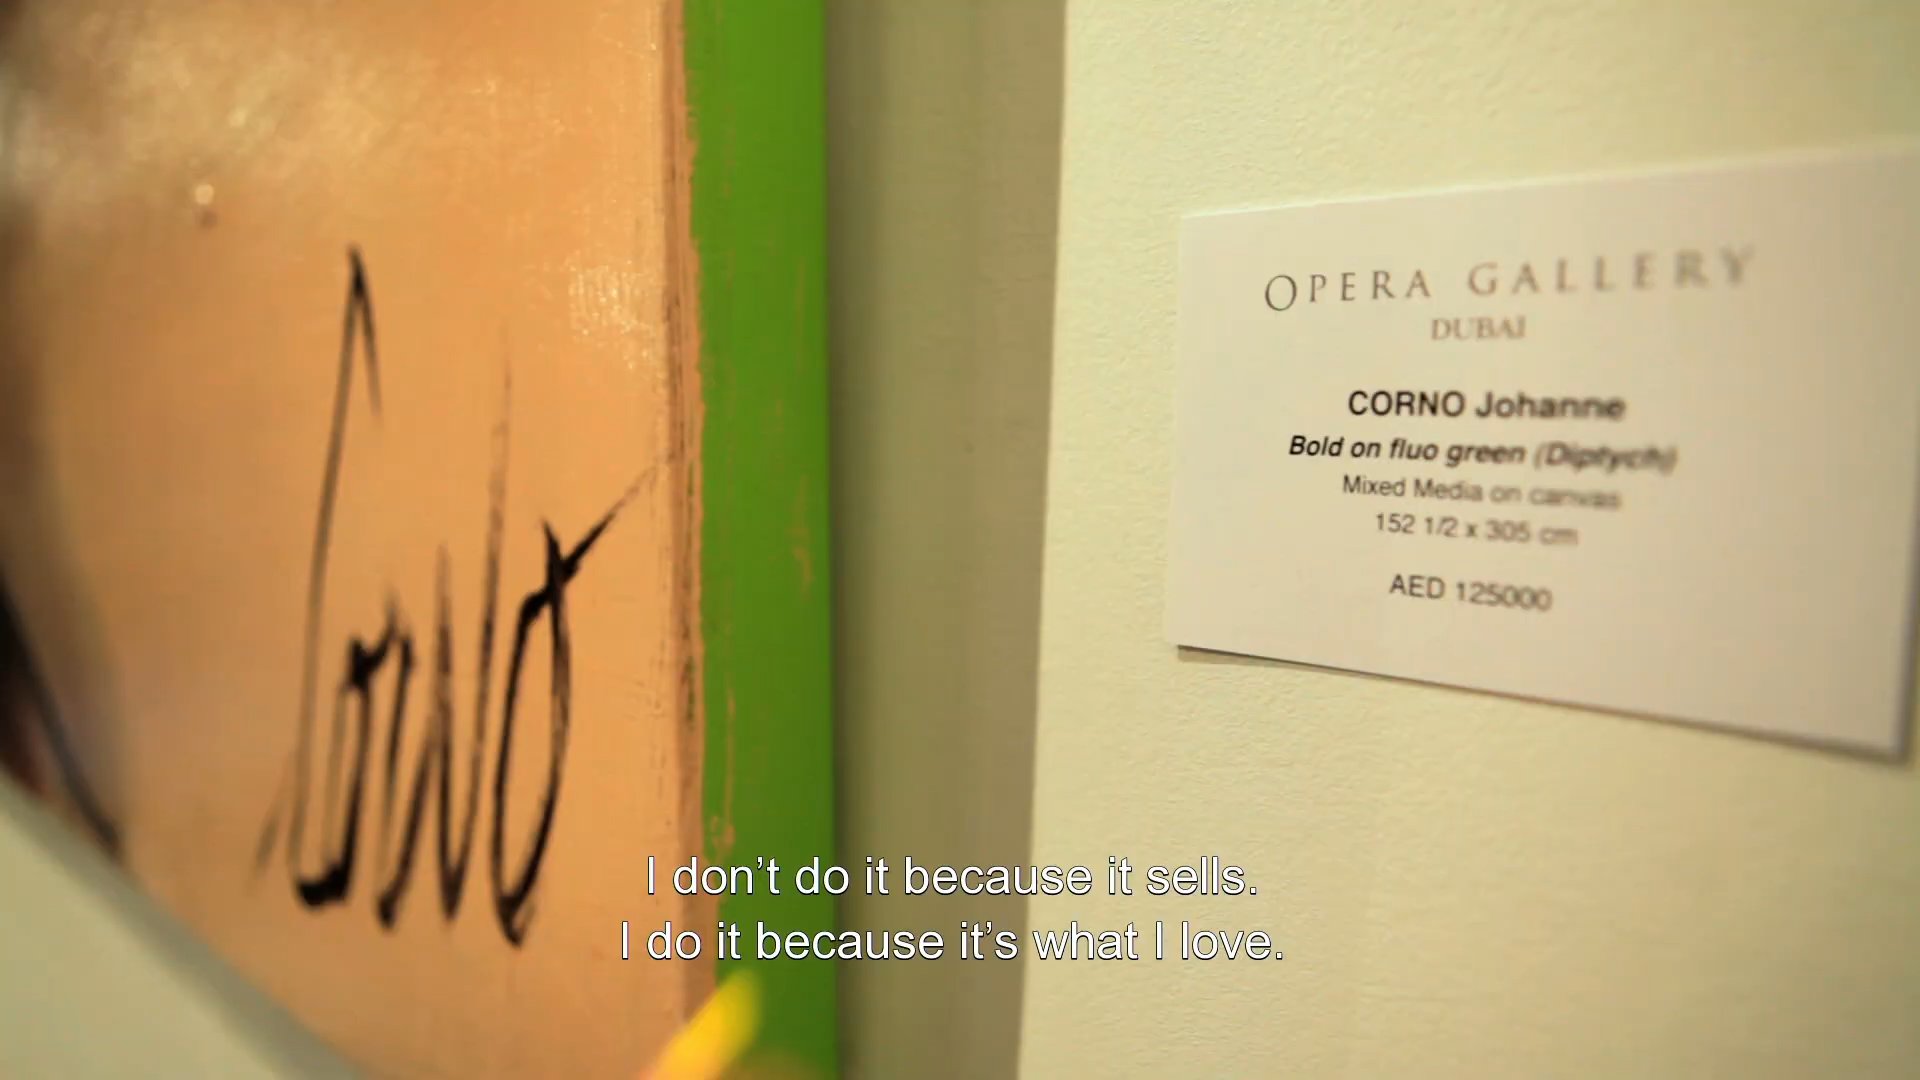 Corno
OPERA GALLERY
DUBAÏ
CORNO Johanne
Bold on fluo green (Diptych)
Mixed Media on canvas
152 1/2 x 305 cm
AED 125000
I don’t do it because it sells.
I do it because it’s what I love.